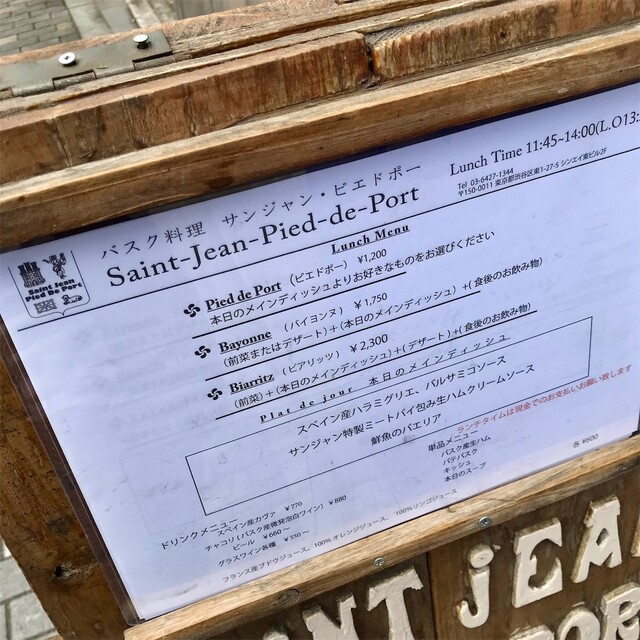 バスク料理 サンジャン・ピエドポー
Saint-Jean-Pied-de-Port
Lunch Time 11:45~14:00(L.O13:
Tel 03-6427-1344
〒150-0011 東京都渋谷区東1-27-5 シンエイ東ビル2F
Saint Jean
Pied de Port
Lunch Menu
Pied de Port (ピエドポー) ¥1,200
本日のメインディッシュよりお好きなものをお選びください
Bayonne (バイヨンヌ) ¥1,750
(前菜またはデザート)+(本日のメインディッシュ)+(食後のお飲み物)
Biarritz (ビアリッツ) ¥2,300
(前菜)+(本日のメインディッシュ)+(デザート)+(食後のお飲み物)
Plat de jour 本日のメインディッシュ
スペイン産ハラミグリエ、バルサミコソース
サンジャン特製ミートパイ包み生ハムクリームソース
鮮魚のパエリア
ランチタイムは現金でのお支払いお願い致します
単品メニュー
バスク産生ハム
パテバスク
キッシュ
本日のスープ
各 ¥600
ドリンクメニュー
スペイン産カヴァ ¥770
チャコリ(バスク産微発泡白ワイン) ¥880
ビール ¥660~
グラスワイン各種 ¥550~
フランス産ブドウジュース、100%オレンジジュース、100%リンゴジュース
NT JEA
POR